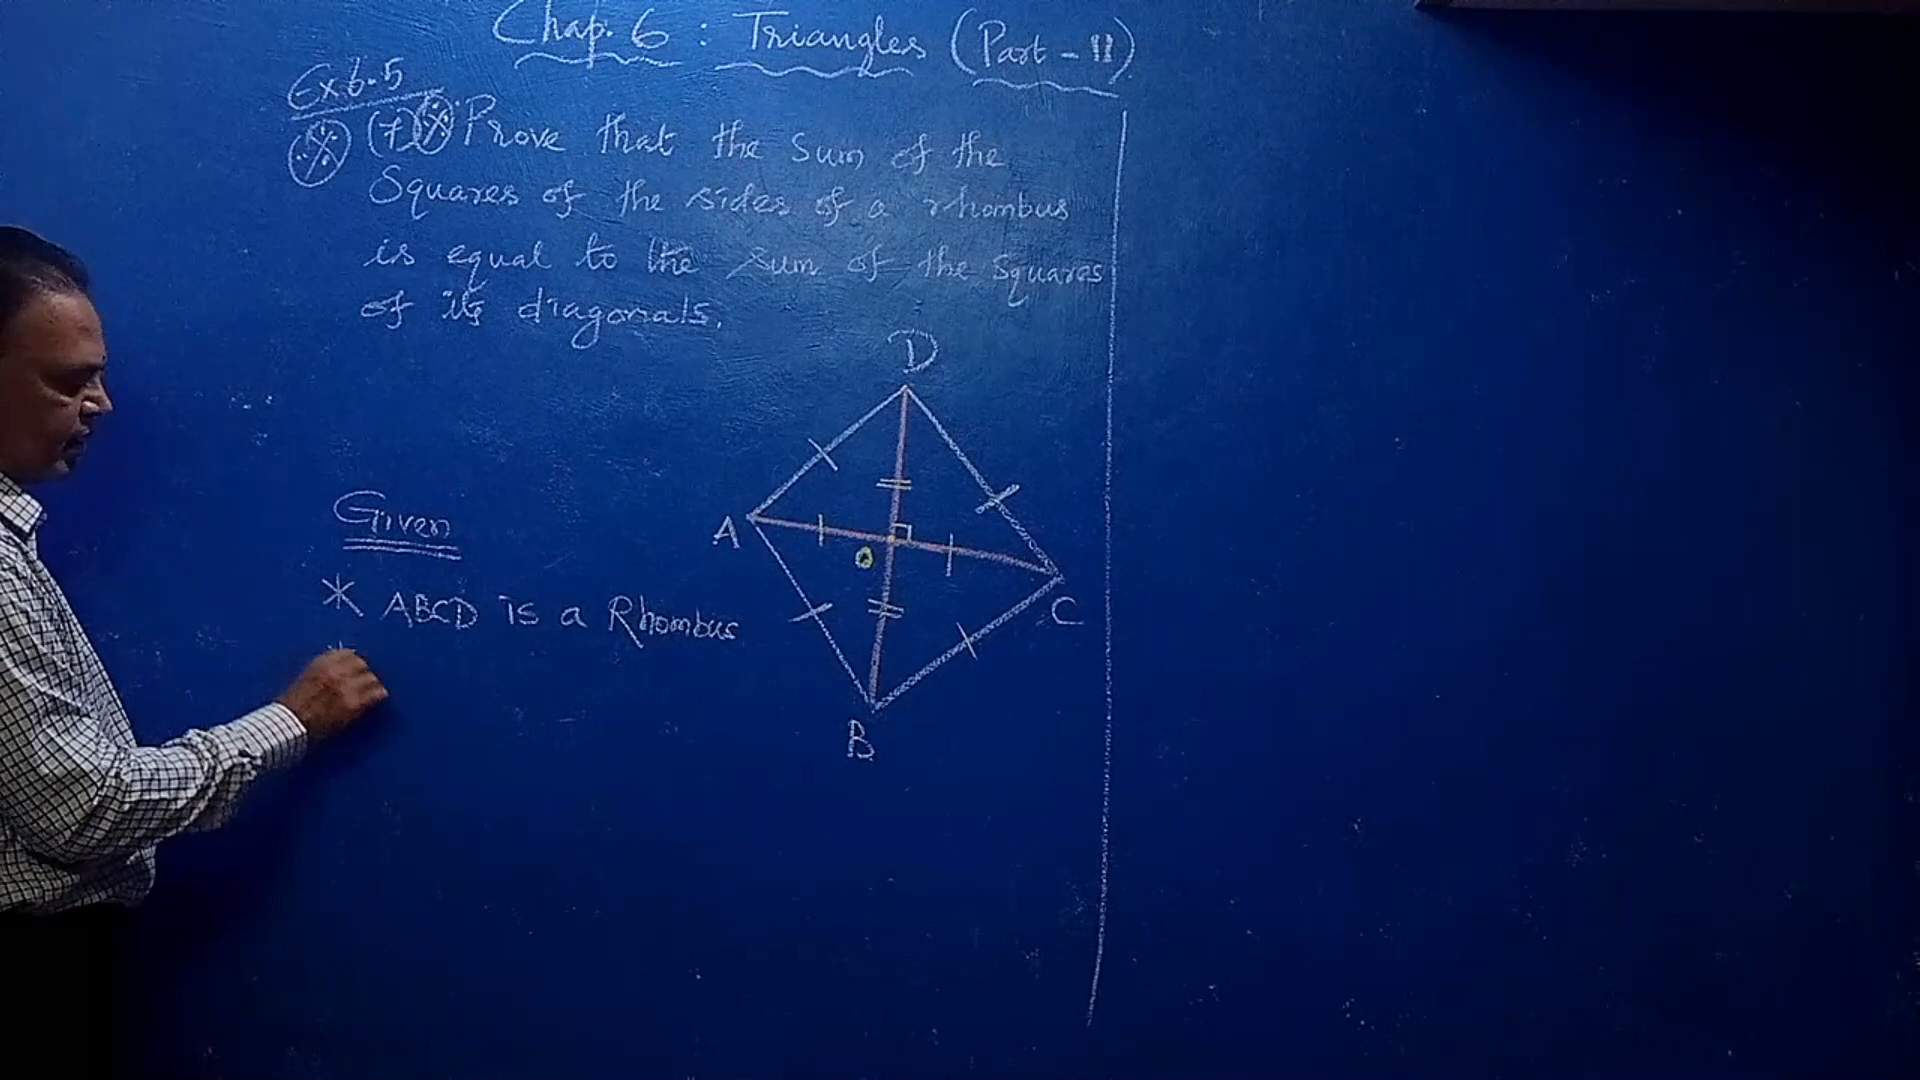 Chap. 6 : Triangles (Part - II)
Ex 6.5
(7) Prove that the sum of the
Squares of the sides of a rhombus
is equal to the sum of the squares
of its diagonals.
D
Given
A
O
* ABCD is a Rhombus
C
B